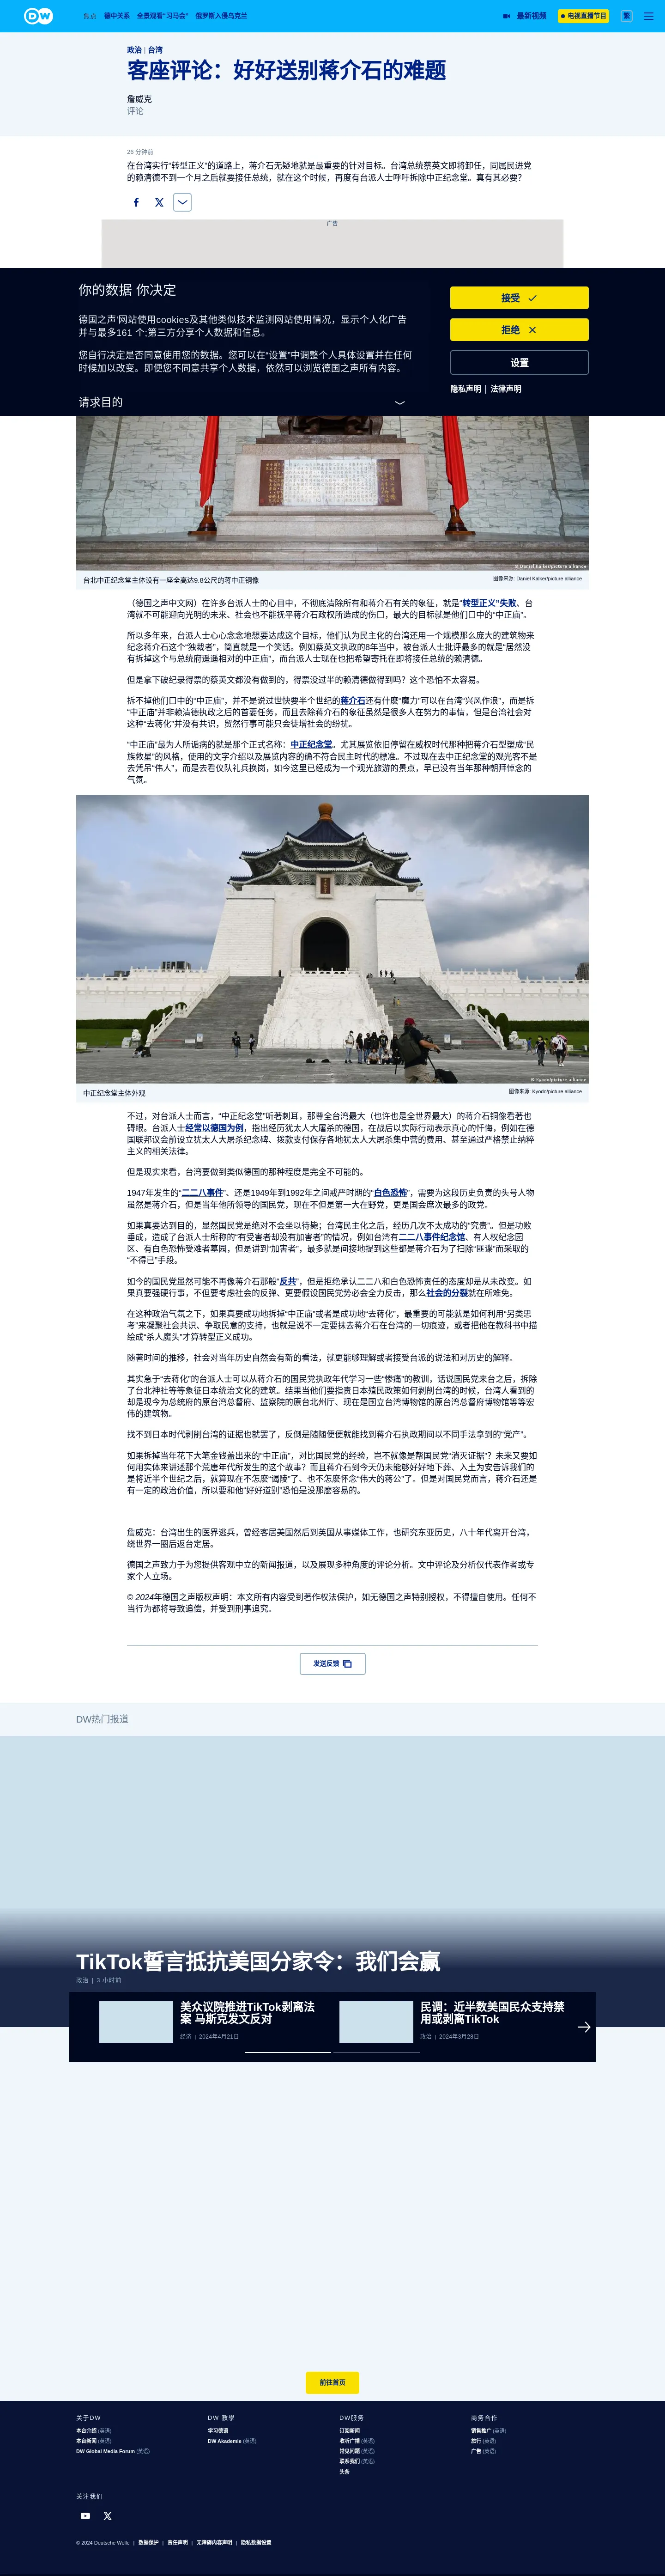 DW
焦点
德中关系
全景观看"习马会"
俄罗斯入侵乌克兰
最新视频
电视直播节目
繁
政治 | 台湾
客座评论：好好送别蒋介石的难题
詹威克
评论
26 分钟前
在台湾实行“转型正义”的道路上，蒋介石无疑地就是最重要的针对目标。台湾总统蔡英文即将卸任，同属民进党
的赖清德不到一个月之后就要接任总统，就在这个时候，再度有台派人士呼吁拆除中正纪念堂。真有其必要？
广告
你的数据 你决定
德国之声'网站使用cookies及其他类似技术监测网站使用情况，显示个人化广告
并与最多161 个;第三方分享个人数据和信息。
您自行决定是否同意使用您的数据。您可以在“设置”中调整个人具体设置并在任何
时候加以改变。即便您不同意共享个人数据，依然可以浏览德国之声所有内容。
请求目的
接受
拒绝
设置
隐私声明 | 法律声明
© Daniel Kalker/picture alliance
台北中正纪念堂主体设有一座全高达9.8公尺的蒋中正铜像
图像来源: Daniel Kalker/picture alliance
（德国之声中文网）在许多台派人士的心目中，不彻底清除所有和蒋介石有关的象征，就是“转型正义”失败、台
湾就不可能迎向光明的未来、社会也不能抚平蒋介石政权所造成的伤口，最大的目标就是他们口中的“中正庙”。
所以多年来，台派人士心心念念地想要达成这个目标，他们认为民主化的台湾还用一个规模那么庞大的建筑物来
纪念蒋介石这个“独裁者”，简直就是一个笑话。例如蔡英文执政的8年当中，被台派人士批评最多的就是“居然没
有拆掉这个与总统府遥遥相对的中正庙”，而台派人士现在也把希望寄托在即将接任总统的赖清德。
但是拿下破纪录得票的蔡英文都没有做到的，得票没过半的赖清德做得到吗？这个恐怕不太容易。
拆不掉他们口中的“中正庙”，并不是说过世快要半个世纪的蒋介石还有什麽“魔力”可以在台湾“兴风作浪”，而是拆
“中正庙”并非赖清德执政之后的首要任务，而且去除蒋介石的象征虽然是很多人在努力的事情，但是台湾社会对
这种“去蒋化”并没有共识，贸然行事可能只会徒增社会的纷扰。
“中正庙”最为人所诟病的就是那个正式名称：中正纪念堂。尤其展览依旧停留在威权时代那种把蒋介石型塑成“民
族救星”的风格，使用的文字介绍以及展览内容的确不符合民主时代的標准。不过现在去中正纪念堂的观光客不是
去凭吊“伟人”，而是去看仪队礼兵换岗，如今这里已经成为一个观光旅游的景点，早已没有当年那种朝拜悼念的
气氛。
© Kyodo/picture alliance
中正纪念堂主体外观
图像来源: Kyodo/picture alliance
不过，对台派人士而言，“中正纪念堂”听著刺耳，那尊全台湾最大（也许也是全世界最大）的蒋介石铜像看著也
碍眼。台派人士经常以德国为例，指出经历犹太人大屠杀的德国，在战后以实际行动表示真心的忏悔，例如在德
国联邦议会前设立犹太人大屠杀纪念碑、拨款支付保存各地犹太人大屠杀集中营的费用、甚至通过严格禁止纳粹
主义的相关法律。
但是现实来看，台湾要做到类似德国的那种程度是完全不可能的。
1947年发生的“二二八事件”、还是1949年到1992年之间戒严时期的“白色恐怖”，需要为这段历史负责的头号人物
虽然是蒋介石，但是当年他所领导的国民党，现在不但是第一大在野党，更是国会席次最多的政党。
如果真要达到目的，显然国民党是绝对不会坐以待毙；台湾民主化之后，经历几次不太成功的“究责”。但是功败
垂成，造成了台派人士所称的“有受害者却没有加害者”的情况，例如台湾有二二八事件纪念馆、有人权纪念园
区、有白色恐怖受难者墓园，但是讲到“加害者”，最多就是间接地提到这些都是蒋介石为了扫除“匪谍”而采取的
“不得已”手段。
如今的国民党虽然可能不再像蒋介石那般“反共”，但是拒绝承认二二八和白色恐怖责任的态度却是从未改变。如
果真要强硬行事，不但要考虑社会的反弹、更要假设国民党势必会全力反击，那么社会的分裂就在所难免。
在这种政治气氛之下，如果真要成功地拆掉“中正庙”或者是成功地“去蒋化”，最重要的可能就是如何利用“另类思
考”来凝聚社会共识、争取民意的支持，也就是说不一定要抹去蒋介石在台湾的一切痕迹，或者把他在教科书中描
绘成“杀人魔头”才算转型正义成功。
随著时间的推移，社会对当年历史自然会有新的看法，就更能够理解或者接受台派的说法和对历史的解释。
其实急于“去蒋化”的台派人士可以从蒋介石的国民党执政年代学习一些“惨痛”的教训，话说国民党来台之后，拆除
了台北神社等等象征日本统治文化的建筑。结果当他们要指责日本殖民政策如何剥削台湾的时候，台湾人看到的
却是现今为总统府的原台湾总督府、监察院的原台北州厅、现在是国立台湾博物馆的原台湾总督府博物馆等等宏
伟的建筑物。
找不到日本时代剥削台湾的证据也就罢了，反倒是随随便便就能找到蒋介石执政期间以不同手法拿到的“党产”。
如果拆掉当年花下大笔金钱盖出来的“中正庙”，对比国民党的经验，岂不就像是帮国民党“消灭证据”？未来又要如
何用实体来讲述那个荒唐年代所发生的这个故事？而且蒋介石到今天仍未能够好好地下葬、入土为安告诉我们的
是将近半个世纪之后，就算现在不怎麽“谒陵”了、也不怎麽怀念“伟大的蒋公”了。但是对国民党而言，蒋介石还是
有一定的政治价值，所以要和他“好好道别”恐怕是没那麽容易的。
詹威克：台湾出生的医界逃兵，曾经客居美国然后到英国从事媒体工作，也研究东亚历史，八十年代离开台湾，
绕世界一圈后返台定居。
德国之声致力于为您提供客观中立的新闻报道，以及展现多种角度的评论分析。文中评论及分析仅代表作者或专
家个人立场。
© 2024年德国之声版权声明：本文所有内容受到著作权法保护，如无德国之声特别授权，不得擅自使用。任何不
当行为都将导致追偿，并受到刑事追究。
发送反馈
DW热门报道
TikTok誓言抵抗美国分家令：我们会赢
政治 | 3 小时前
美众议院推进TikTok剥离法
案 马斯克发文反对
经济 | 2024年4月21日
民调：近半数美国民众支持禁
用或剥离TikTok
政治 | 2024年3月28日
前往首页
关于DW
本台介绍 (英语)
本台新闻 (英语)
DW Global Media Forum (英语)
DW 教學
学习德语
DW Akademie (英语)
DW服务
订阅新闻
收听广播 (英语)
常见问题 (英语)
联系我们 (英语)
头条
商务合作
销售推广 (英语)
旅行 (英语)
广告 (英语)
关注我们
© 2024 Deutsche Welle | 数据保护 | 责任声明 | 无障碍内容声明 | 隐私数据设置